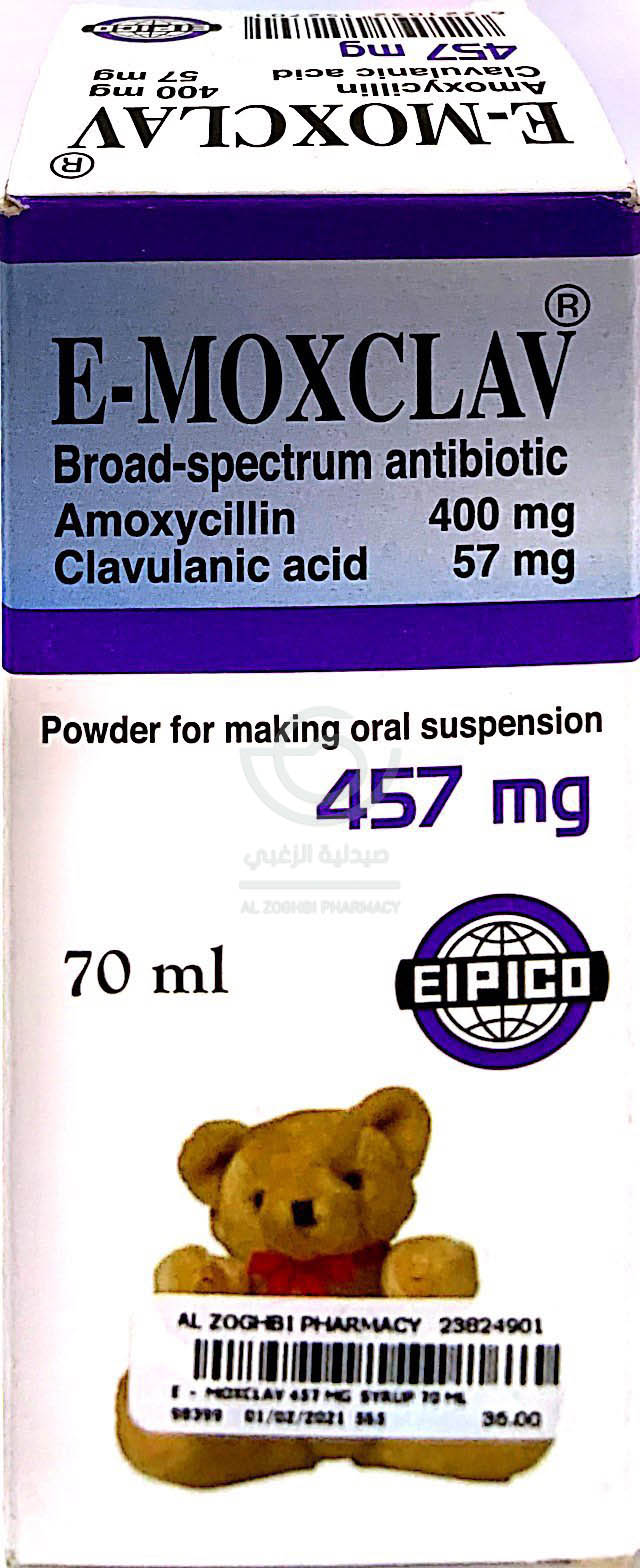 EIPICO
457 mg
Amoxycillin 400 mg
Clavulanic acid 57 mg
E-MOXCLAV®
E-MOXCLAV®
Broad-spectrum antibiotic
Amoxycillin 400 mg
Clavulanic acid 57 mg
Powder for making oral suspension
457 mg
صيدلية الزغبي
AL ZOGHBI PHARMACY
70 ml
EIPICO
AL ZOGHBI PHARMACY 23824901
E - MOXCLAV 457 MG SYRUP 70 ML
01/02/2021 36.00